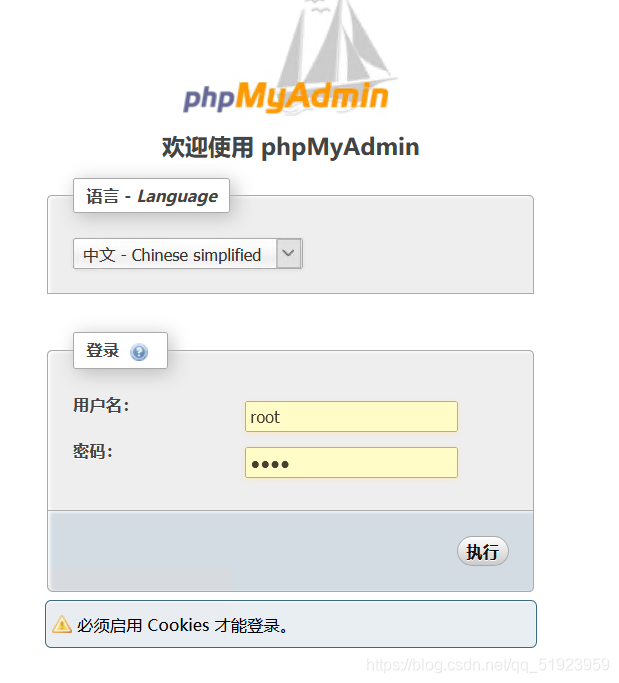 phpMyAdmin
欢迎使用 phpMyAdmin
语言 - Language
中文 - Chinese simplified
登录
用户名：
root
密码：
执行
必须启用 Cookies 才能登录。
https://blog.csdn.net/qq_51923959